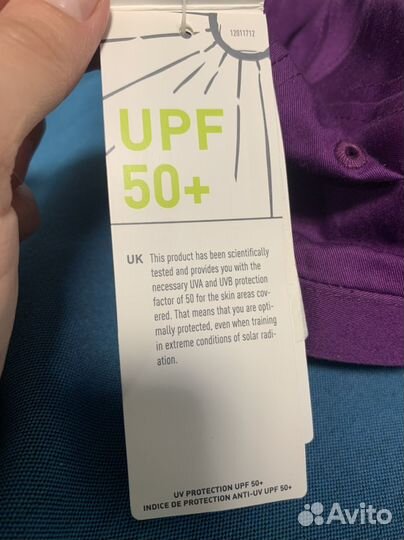 12011712
UPF
50+
UK This product has been scientifically
tested and provides you with the
necessary UVA and UVB protection
factor of 50 for the skin areas cov-
ered. That means that you are opti-
mally protected, even when training
in extreme conditions of solar radi-
ation.
UV PROTECTION UPF 50+
INDICE DE PROTECTION ANTI-UV UPF 50+
Avito